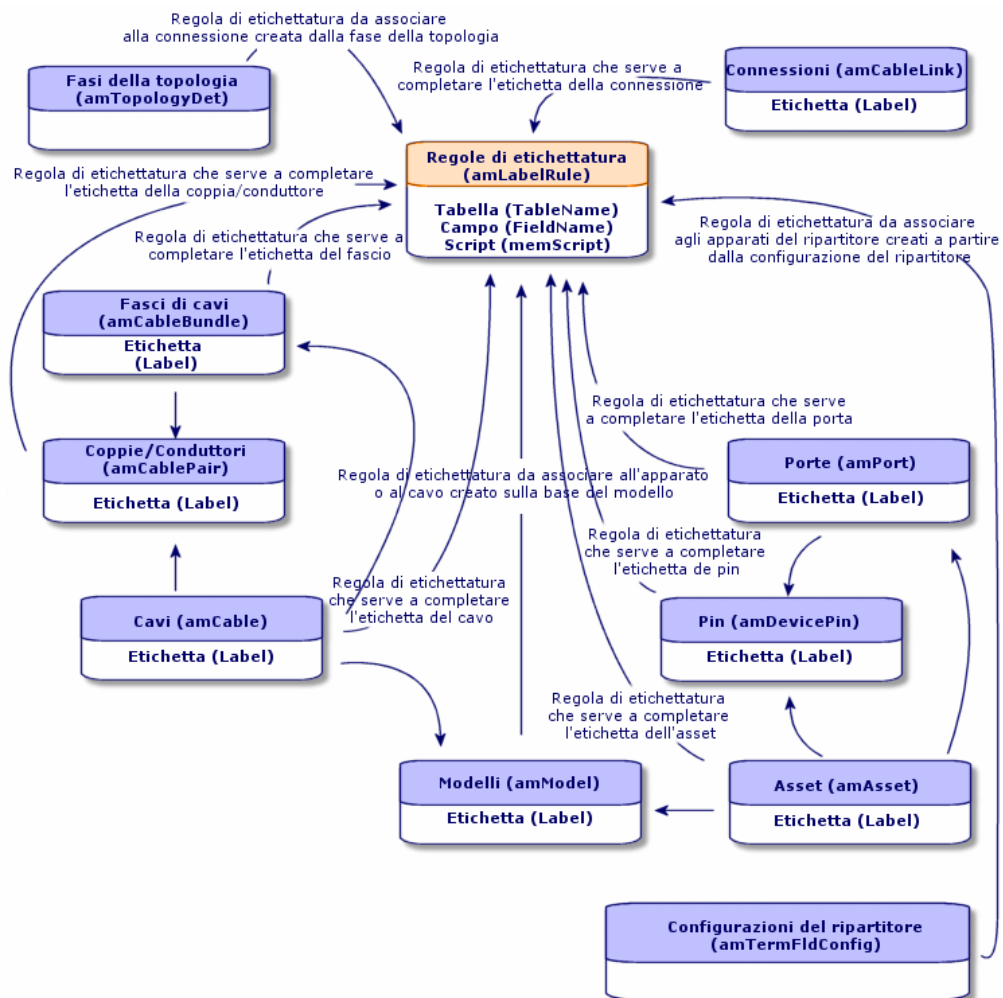 Regola di etichettatura da associare
alla connessione creata dalla fase della topologia
Fasi della topologia
(amTopologyDet)
Regola di etichettatura che serve a
completare l'etichetta della connessione
Connessioni (amCableLink)
Etichetta (Label)
Regole di etichettatura
(amLabelRule)
Tabella (TableName)
Campo (FieldName)
Script (memScript)
Regola di etichettatura che serve a completare
l'etichetta della coppia/conduttore
Regola di etichettatura da associare
agli apparati del ripartitore creati a partire
dalla configurazione del ripartitore
Regola di etichettatura che serve a
completare l'etichetta del fascio
Fasci di cavi
(amCableBundle)
Etichetta
(Label)
Regola di etichettatura che serve
a completare l'etichetta della porta
Coppie/Conduttori
(amCablePair)
Etichetta (Label)
Regola di etichettatura da associare all'apparato
o al cavo creato sulla base del modello
Porte (amPort)
Etichetta (Label)
Regola di etichettatura
che serve a completare
l'etichetta de pin
Regola di etichettatura
che serve a completare
l'etichetta del cavo
Cavi (amCable)
Etichetta (Label)
Pin (amDevicePin)
Etichetta (Label)
Regola di etichettatura
che serve a completare
l'etichetta dell'asset
Modelli (amModel)
Etichetta (Label)
Asset (amAsset)
Etichetta (Label)
Configurazioni del ripartitore
(amTermFldConfig)